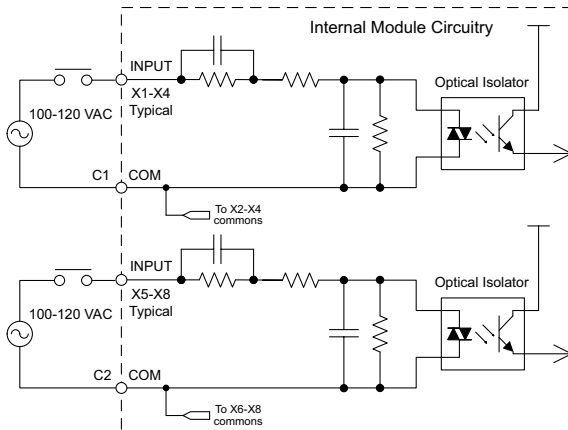 Internal Module Circuitry
INPUT
X1-X4
Typical
100-120 VAC
Optical Isolator
C1
COM
To X2-X4
commons
INPUT
X5-X8
Typical
100-120 VAC
Optical Isolator
C2
COM
To X6-X8
commons